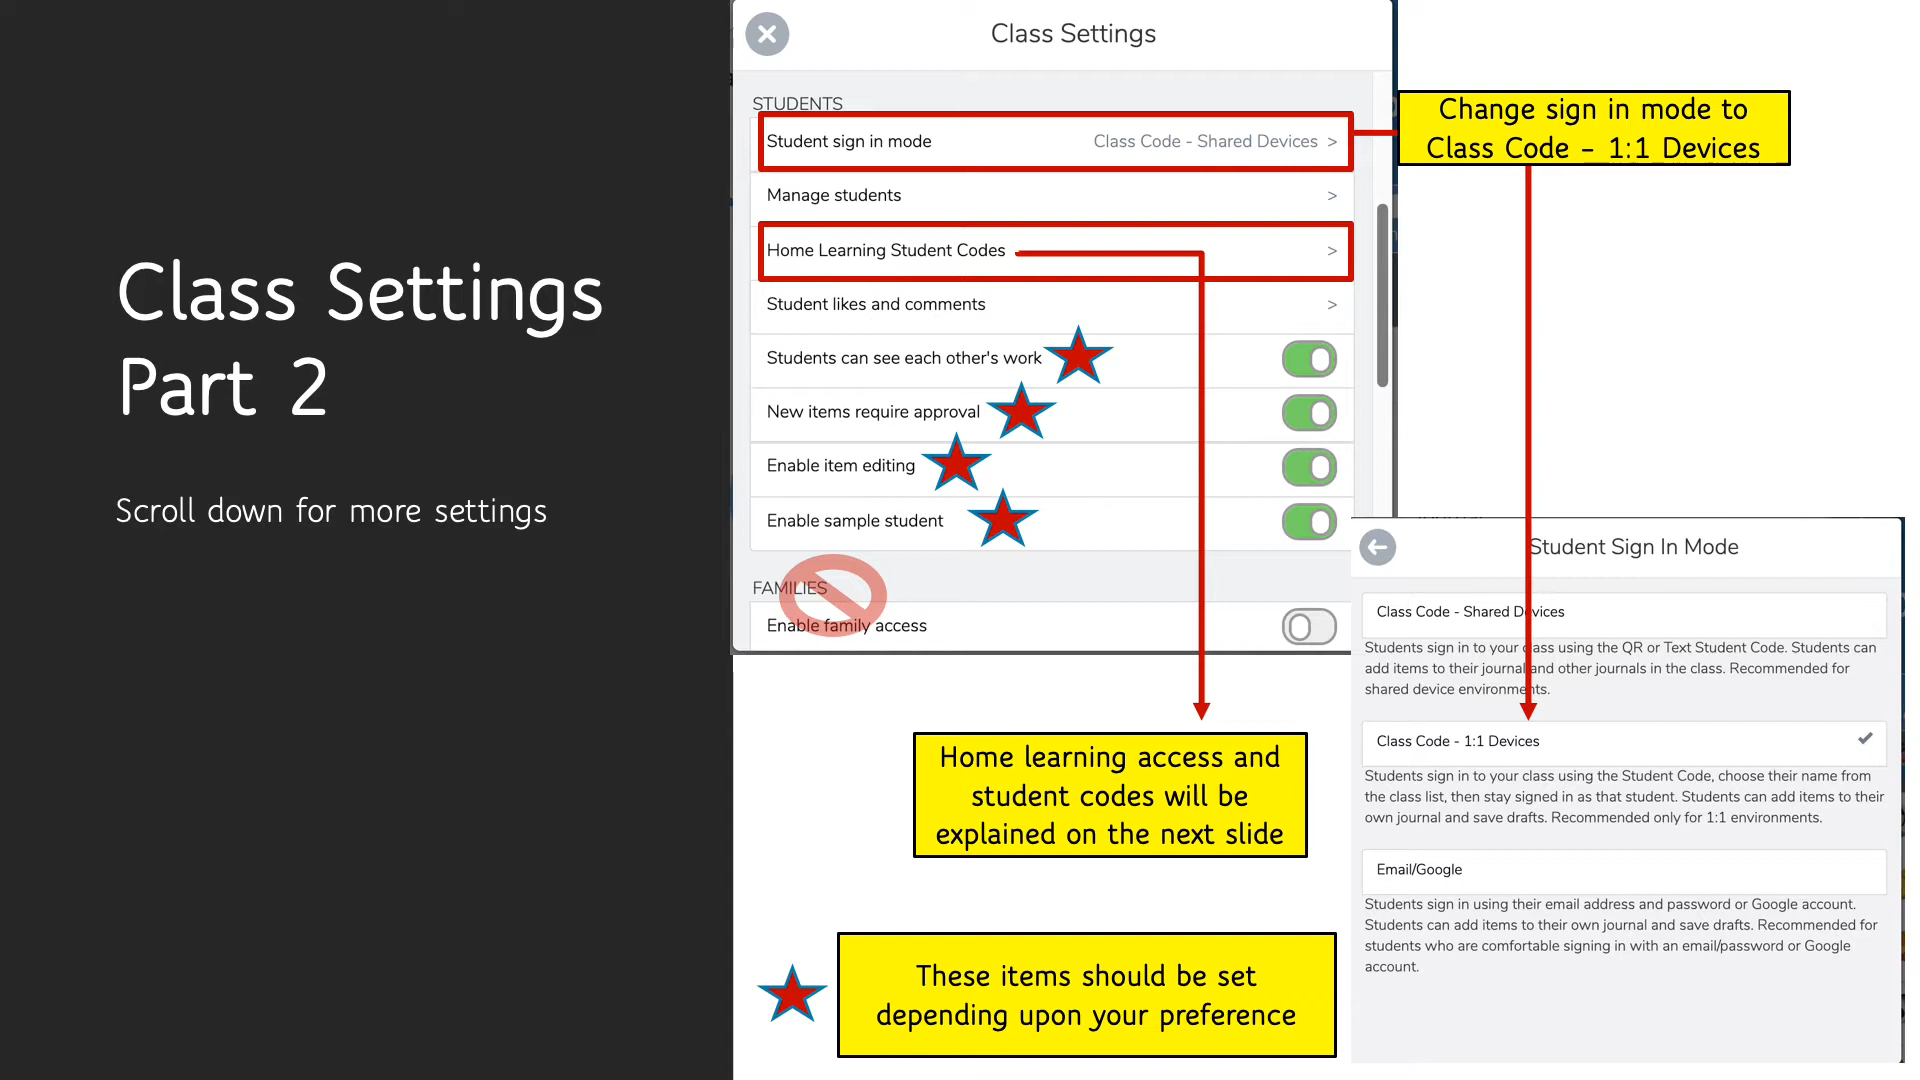 Class Settings
Part 2
Scroll down for more settings
Class Settings
STUDENTS
Student sign in mode Class Code - Shared Devices >
Manage students >
Home Learning Student Codes >
Student likes and comments >
Students can see each other's work
New items require approval
Enable item editing
Enable sample student
FAMILIES
Enable family access
Change sign in mode to
Class Code - 1:1 Devices
Home learning access and
student codes will be
explained on the next slide
These items should be set
depending upon your preference
Student Sign In Mode
Class Code - Shared Devices
Students sign in to your class using the QR or Text Student Code. Students can
add items to their journal and other journals in the class. Recommended for
shared device environments.
Class Code - 1:1 Devices
Students sign in to your class using the Student Code, choose their name from
the class list, then stay signed in as that student. Students can add items to their
own journal and save drafts. Recommended only for 1:1 environments.
Email/Google
Students sign in using their email address and password or Google account.
Students can add items to their own journal and save drafts. Recommended for
students who are comfortable signing in with an email/password or Google
account.